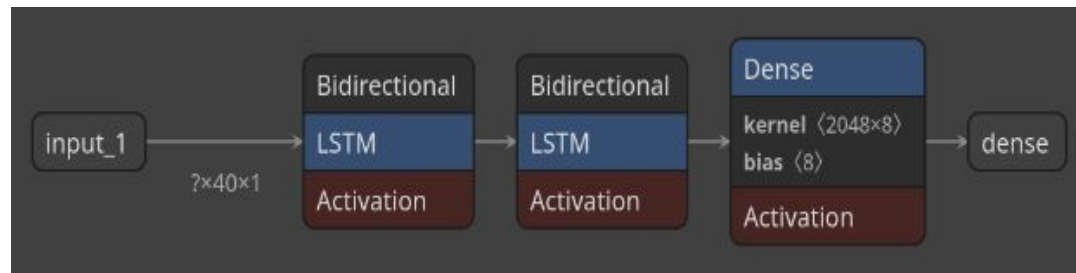 input_1
?×40×1
Bidirectional
LSTM
Activation
Bidirectional
LSTM
Activation
Dense
kernel 〈2048×8〉
bias 〈8〉
Activation
dense